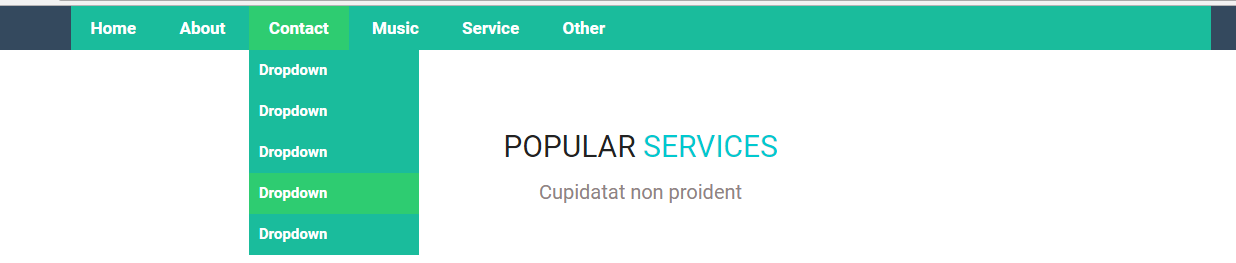 Home About Contact Music Service Other
Dropdown
Dropdown
Dropdown
Dropdown
Dropdown
POPULAR SERVICES
Cupidatat non proident